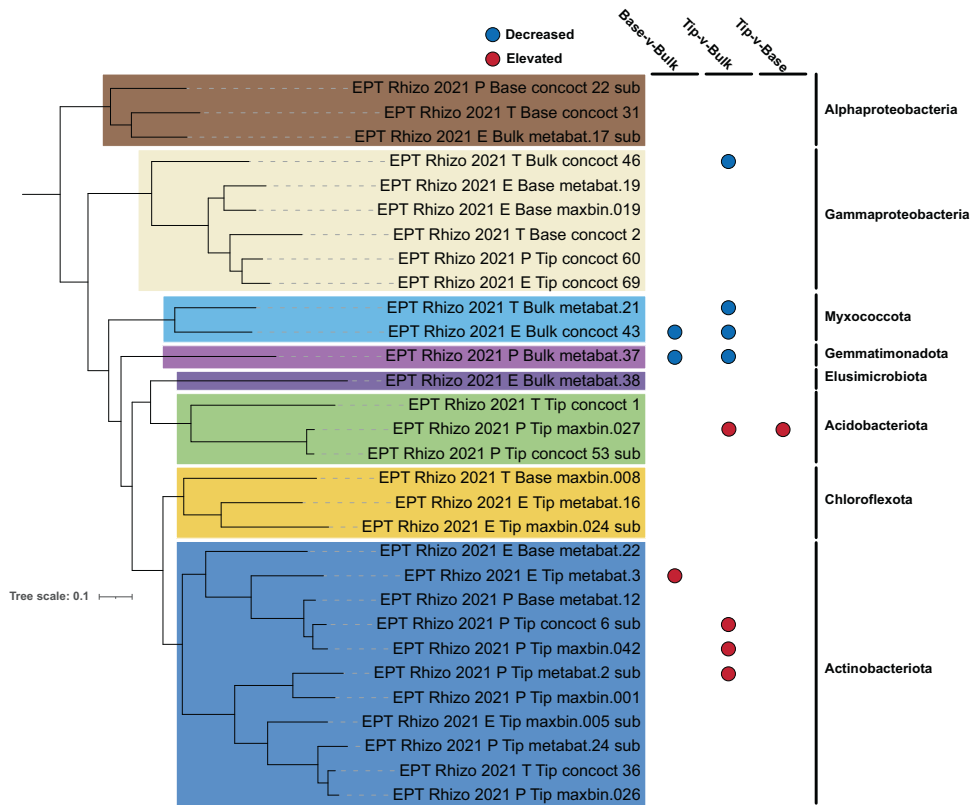 Decreased
Elevated
Base-v-Bulk
Tip-v-Bulk
Tip-v-Base
EPT Rhizo 2021 P Base concoct 22 sub
EPT Rhizo 2021 T Base concoct 31
EPT Rhizo 2021 E Bulk metabat.17 sub
Alphaproteobacteria
EPT Rhizo 2021 T Bulk concoct 46
EPT Rhizo 2021 E Base metabat.19
EPT Rhizo 2021 E Base maxbin.019
EPT Rhizo 2021 T Base concoct 2
EPT Rhizo 2021 P Tip concoct 60
EPT Rhizo 2021 E Tip concoct 69
Gammaproteobacteria
EPT Rhizo 2021 T Bulk metabat.21
EPT Rhizo 2021 E Bulk concoct 43
Myxococcota
EPT Rhizo 2021 P Bulk metabat.37
Gemmatimonadota
EPT Rhizo 2021 E Bulk metabat.38
Elusimicrobiota
EPT Rhizo 2021 T Tip concoct 1
EPT Rhizo 2021 P Tip maxbin.027
EPT Rhizo 2021 P Tip concoct 53 sub
Acidobacteriota
EPT Rhizo 2021 T Base maxbin.008
EPT Rhizo 2021 E Tip metabat.16
EPT Rhizo 2021 E Tip maxbin.024 sub
Chloroflexota
EPT Rhizo 2021 E Base metabat.22
EPT Rhizo 2021 E Tip metabat.3
EPT Rhizo 2021 P Base metabat.12
EPT Rhizo 2021 P Tip concoct 6 sub
EPT Rhizo 2021 P Tip maxbin.042
EPT Rhizo 2021 P Tip metabat.2 sub
EPT Rhizo 2021 P Tip maxbin.001
EPT Rhizo 2021 E Tip maxbin.005 sub
EPT Rhizo 2021 P Tip metabat.24 sub
EPT Rhizo 2021 T Tip concoct 36
EPT Rhizo 2021 P Tip maxbin.026
Actinobacteriota
Tree scale: 0.1